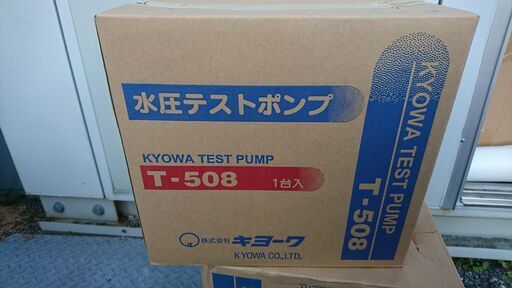 水圧テストポンプ
KYOWA TEST PUMP
T-508 1台入
株式会社 キヨーワ
KYOWA CO.,LTD.
KYOWA TEST PUMP
T-508